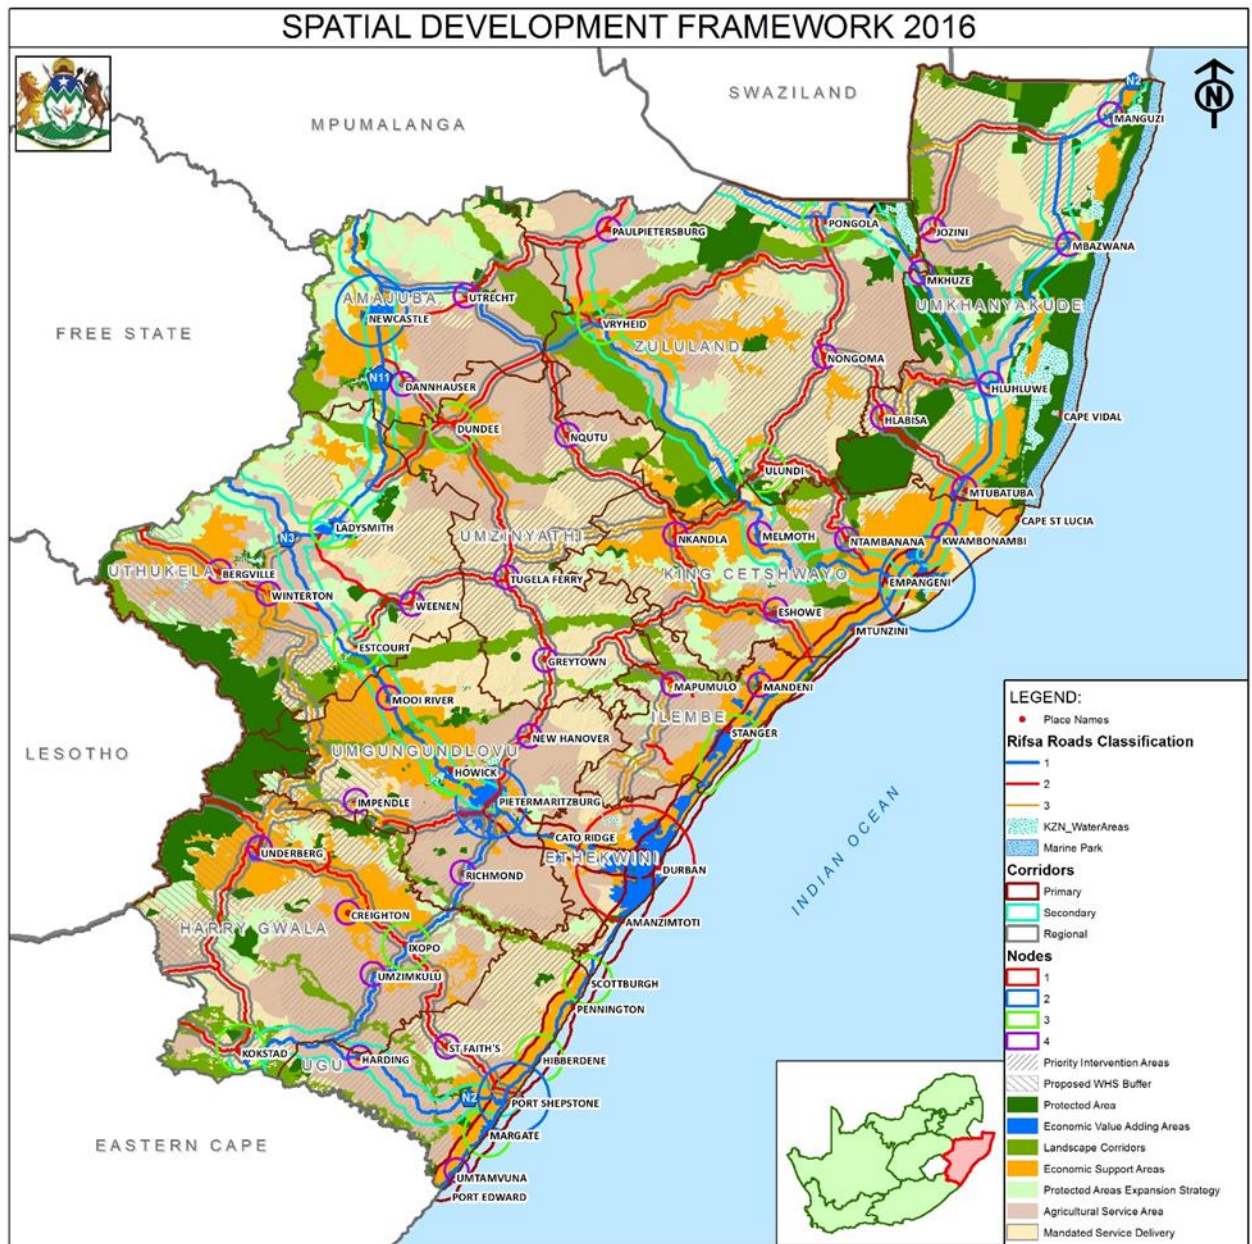 SPATIAL DEVELOPMENT FRAMEWORK 2016
SWAZILAND
N2
MPUMALANGA
MANGUZI
PAULPIETERSBURG
PONGOLA
JOZINI
MBAZWANA
MKHUZE
AMAJUBA
UTRECHT
UMKHANYAKUDE
NEWCASTLE
VRYHEID
FREE STATE
ZULULAND
NONGOMA
N11
DANNHAUSER
HLUHLUWE
HLABISA
CAPE VIDAL
DUNDEE
NQUTU
ULUNDI
MTUBATUBA
CAPE ST LUCIA
LADYSMITH
N3
UMZINYATHI
NKANDLA
MELMOTH
NTAMBANANA
KWAMBONAMBI
UTHUKELA
BERGVILLE
TUGELA FERRY
KING CETSHWAYO
EMPANGENI
WINTERTON
WEENEN
ESHOWE
MTUNZINI
ESTCOURT
GREYTOWN
MAPUMULO
MANDENI
MOOI RIVER
ILEMBE
STANGER
NEW HANOVER
UMGUNGUNDLOVU
LESOTHO
HOWICK
IMPENDLE
PIETERMARITZBURG
CATO RIDGE
UNDERBERG
ETHEKWINI
DURBAN
RICHMOND
INDIAN OCEAN
CREIGHTON
AMANZIMTOTI
HARRY GWALA
IXOPO
UMZIMKULU
SCOTTBURGH
PENNINGTON
KOKSTAD
ST FAITH'S
HARDING
UGU
HIBBERDENE
N2
PORT SHEPSTONE
MARGATE
EASTERN CAPE
UMTAMVUNA
PORT EDWARD
N
LEGEND:
Place Names
Rifsa Roads Classification
1
2
3
KZN_WaterAreas
Marine Park
Corridors
Primary
Secondary
Regional
Nodes
1
2
3
4
Priority Intervention Areas
Proposed WHS Buffer
Protected Area
Economic Value Adding Areas
Landscape Corridors
Economic Support Areas
Protected Areas Expansion Strategy
Agricultural Service Area
Mandated Service Delivery